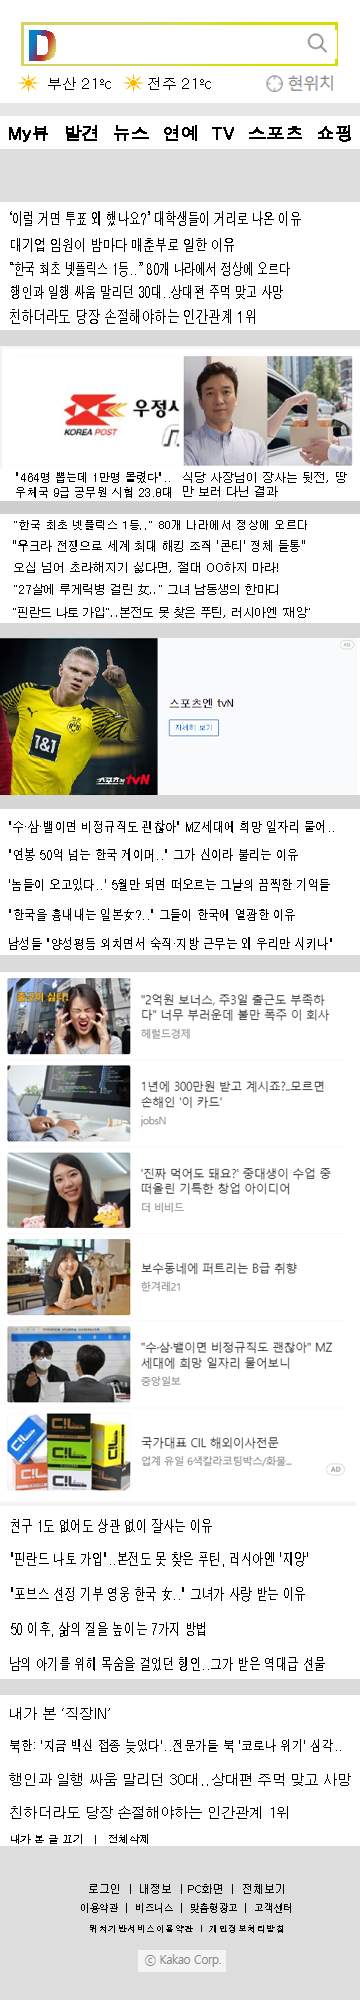 D
부산 21°c 전주 21°c 현위치
My뷰 발견 뉴스 연예 TV 스포츠 쇼핑
'이럴 거면 투표 왜 했나요?' 대학생들이 거리로 나온 이유
대기업 임원이 밤마다 매춘부로 일한 이유
"한국 최초 넷플릭스 1등.." 80개 나라에서 정상에 오르다
행인과 일행 싸움 말리던 30대..상대편 주먹 맞고 사망
친하더라도 당장 손절해야하는 인간관계 1위
우정사
KOREA POST
"464명 뽑는데 1만명 몰렸다"..
우체국 9급 공무원 시험 23.8대
식당 사장님이 장사는 뒷전, 땅
만 보러 다닌 결과
"한국 최초 넷플릭스 1등.." 80개 나라에서 정상에 오르다
"우크라 전쟁으로 세계 최대 해킹 조직 '콘티' 정체 들통"
오십 넘어 초라해지기 싫다면, 절대 OO하지 마라!
"27살에 루게릭병 걸린 女.." 그녀 남동생의 한마디
"핀란드 나토 가입"..본전도 못 찾은 푸틴, 러시아엔 '재앙'
AD
스포츠엔 tvN
자세히 보기
1&1
스포츠엔 tvN
"수·삼·밸이면 비정규직도 괜찮아" MZ세대에 희망 일자리 물어..
"연봉 50억 넘는 한국 게이머.." 그가 신이라 불리는 이유
'놈들이 오고있다..' 5월만 되면 떠오르는 그날의 끔찍한 기억들
"한국을 흉내내는 일본女?.." 그들이 한국에 열광한 이유
남성들 "양성평등 외치면서 숙직·지방 근무는 왜 우리만 시키나"
출근이 싫다!
"2억원 보너스, 주3일 출근도 부족하
다" 너무 부러운데 불만 폭주 이 회사
헤럴드경제
1년에 300만원 받고 계시죠?..모르면
손해인 '이 카드'
jobsN
'진짜 먹어도 돼요?' 중대생이 수업 중
떠올린 기특한 창업 아이디어
더 비비드
보수동네에 퍼트리는 B급 취향
한겨레21
"수·삼·밸이면 비정규직도 괜찮아" MZ
세대에 희망 일자리 물어보니
중앙일보
CIL
국가대표 CIL 해외이사전문
업계 유일 6색칼라코팅박스/화물...
AD
친구 1도 없어도 상관 없이 잘사는 이유
"핀란드 나토 가입"..본전도 못 찾은 푸틴, 러시아엔 '재앙'
"포브스 선정 기부 영웅 한국 女.." 그녀가 사랑 받는 이유
50 이후, 삶의 질을 높이는 7가지 방법
남의 아기를 위해 목숨을 걸었던 형인..그가 받은 역대급 선물
내가 본 '직장IN'
북한: '지금 백신 접종 늦었다'..전문가들 북 '코로나 위기' 심각..
행인과 일행 싸움 말리던 30대..상대편 주먹 맞고 사망
친하더라도 당장 손절해야하는 인간관계 1위
내가 본 글 끄기 | 전체삭제
로그인 | 내정보 | PC화면 | 전체보기
이용약관 | 비즈니스 | 맞춤형광고 | 고객센터
위치기반서비스이용약관 | 개인정보처리방침
ⓒ Kakao Corp.